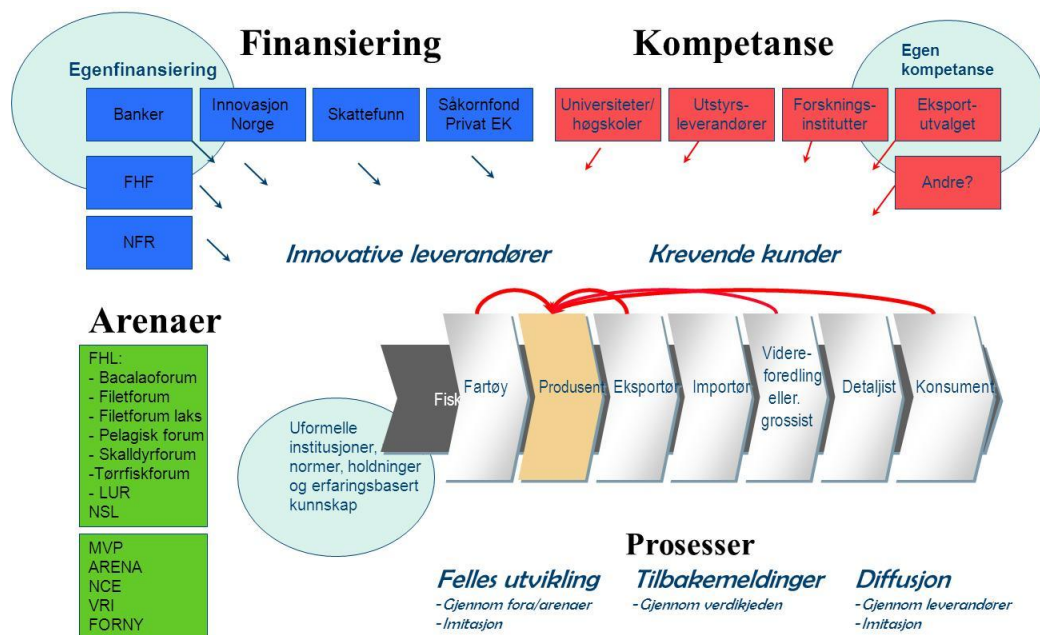 Finansiering
Kompetanse
Egenfinansiering
Egen
kompetanse
Banker
Innovasjon
Norge
Skattefunn
Såkornfond
Privat EK
Universiteter/
høgskoler
Utstyrs-
leverandører
Forsknings-
institutter
Eksport-
utvalget
FHF
Andre?
NFR
Innovative leverandører
Krevende kunder
Arenaer
FHL:
- Bacalaoforum
- Filetforum
- Filetforum laks
- Pelagisk forum
- Skalldyrforum
-Tørrfiskforum
- LUR
NSL
MVP
ARENA
NCE
VRI
FORNY
Fisk
Fartøy
Produsent
Eksportør
Importør
Videre-
foredling
eller.
grossist
Detaljist
Konsument
Uformelle
institusjoner,
normer, holdninger
og erfaringsbasert
kunnskap
Prosesser
Felles utvikling
- Gjennom fora/arenaer
- Imitasjon
Tilbakemeldinger
- Gjennom verdikjeden
Diffusjon
- Gjennom leverandører
- Imitasjon